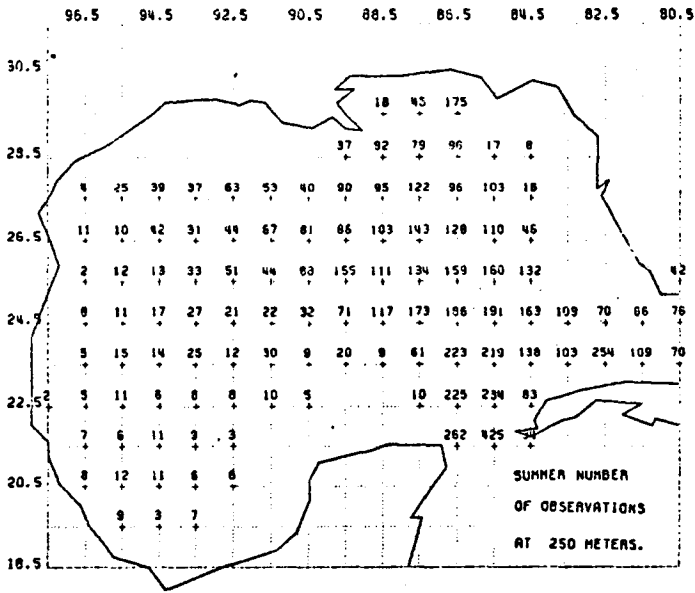 96.5 94.5 92.5 90.5 88.5 86.5 84.5 82.5 80.5
30.5
18 45 175
28.5 37 92 79 96 17 8
4 25 39 37 63 53 40 90 95 122 96 103 18
26.5 11 10 42 31 44 67 81 86 103 143 128 110 46
2 12 13 33 51 44 155 111 134 159 160 132 42
24.5 11 17 27 21 22 32 71 117 173 186 191 163 109 70 86 76
5 15 14 25 12 30 9 20 9 61 223 219 138 103 254 109 70
22.5 2 5 11 6 8 8 10 5 10 225 234 83
7 6 11 9 3 262 425
20.5 8 12 11 6 6 SUMMER NUMBER
9 3 7 OF OBSERVATIONS
18.5 AT 250 METERS.